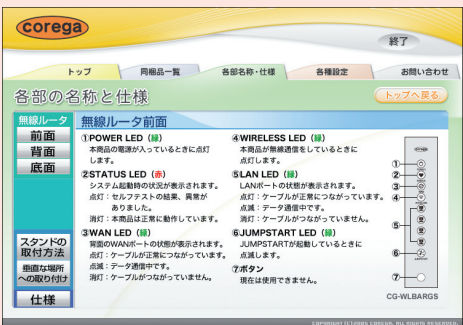 corega
終了
トップ
同梱品一覧
各部名称・仕様
各種設定
お問い合わせ
各部の名称と仕様
トップへ戻る
無線ルータ
前面
背面
底面
スタンドの
取付方法
垂直な場所
への取り付け
仕様
無線ルータ前面
①POWER LED(緑)
本商品の電源が入っているときに点灯
します。
②STATUS LED(赤)
システム起動時の状況が表示されます。
点灯:セルフテストの結果、異常が
ありました。
消灯:本商品は正常に動作しています。
③WAN LED(緑)
背面のWANポートの状態が表示されます。
点灯:ケーブルが正常につながっています。
点滅:データ通信中です。
消灯:ケーブルがつながっていません。
④WIRELESS LED(緑)
本商品が無線通信をしているときに
点灯します。
⑤LAN LED(緑)
LANポートの状態が表示されます。
点灯:ケーブルが正常につながっています。
点滅:データ通信中です。
消灯:ケーブルがつながっていません。
⑥JUMPSTART LED(緑)
JUMPSTARTが起動しているときに
点滅します。
⑦ボタン
現在は使用できません。
①
②
③
④
⑤
⑥
⑦
CG-WLBARGS
Copyright (C)2005 corega. All Rights Reserved.